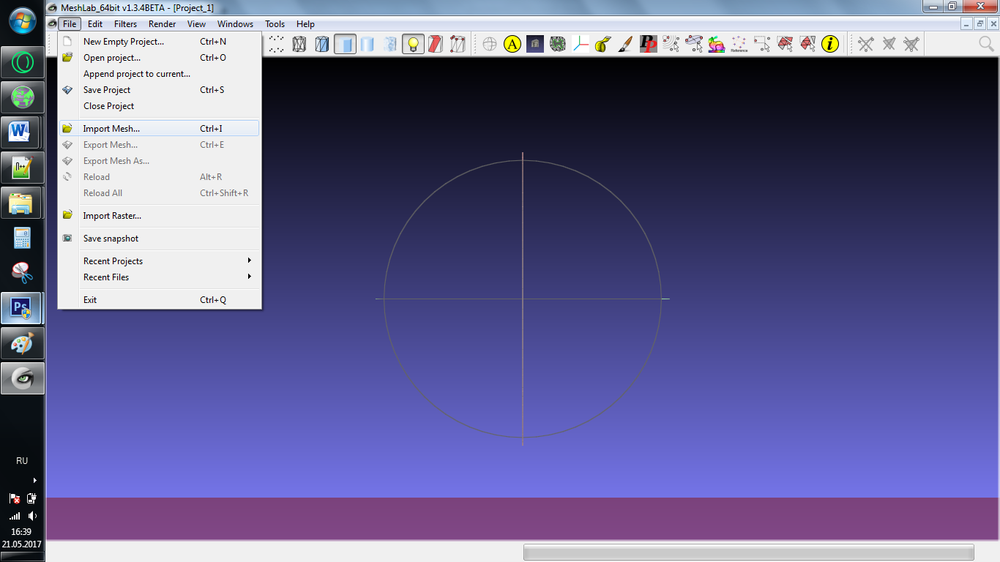 MeshLab_64bit v1.3.4BETA - [Project_1]
File Edit Filters Render View Windows Tools Help
New Empty Project... Ctrl+N
Open project... Ctrl+O
Append project to current...
Save Project Ctrl+S
Close Project
Import Mesh... Ctrl+I
Export Mesh... Ctrl+E
Export Mesh As...
Reload Alt+R
Reload All Ctrl+Shift+R
Import Raster...
Save snapshot
Recent Projects
Recent Files
Exit Ctrl+Q
A
PP
Reference
i
W
Ps
RU
16:39
21.05.2017